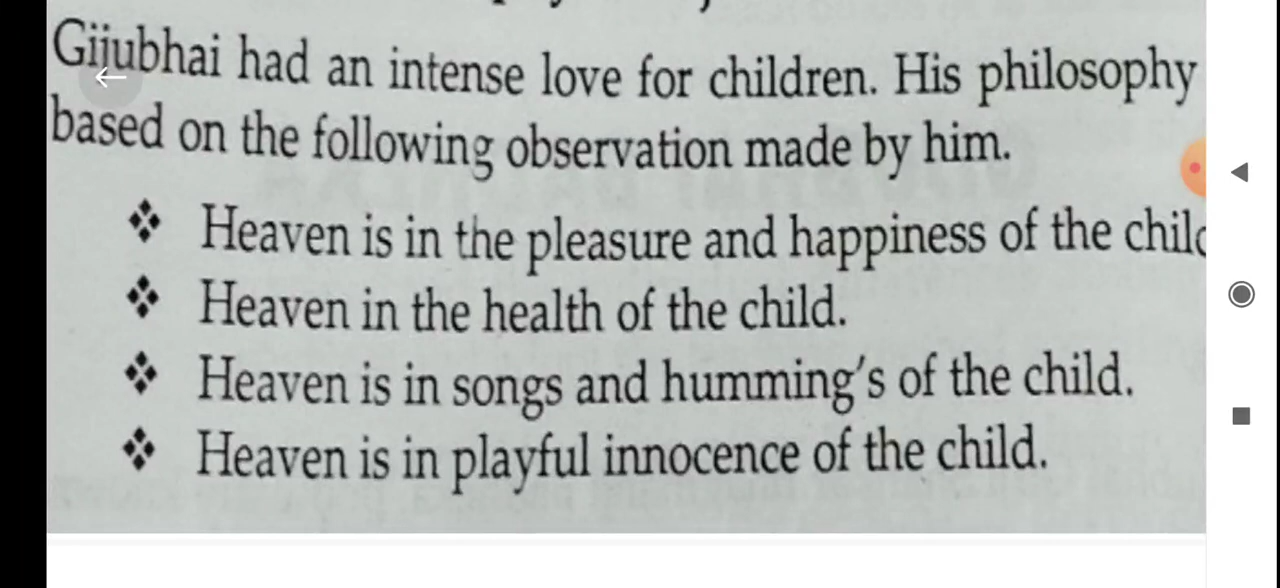 Gijubhai had an intense love for children. His philosophy
based on the following observation made by him.
❖ Heaven is in the pleasure and happiness of the
❖ Heaven in the health of the child.
❖ Heaven is in songs and humming's of the child.
❖ Heaven is in playful innocence of the child.